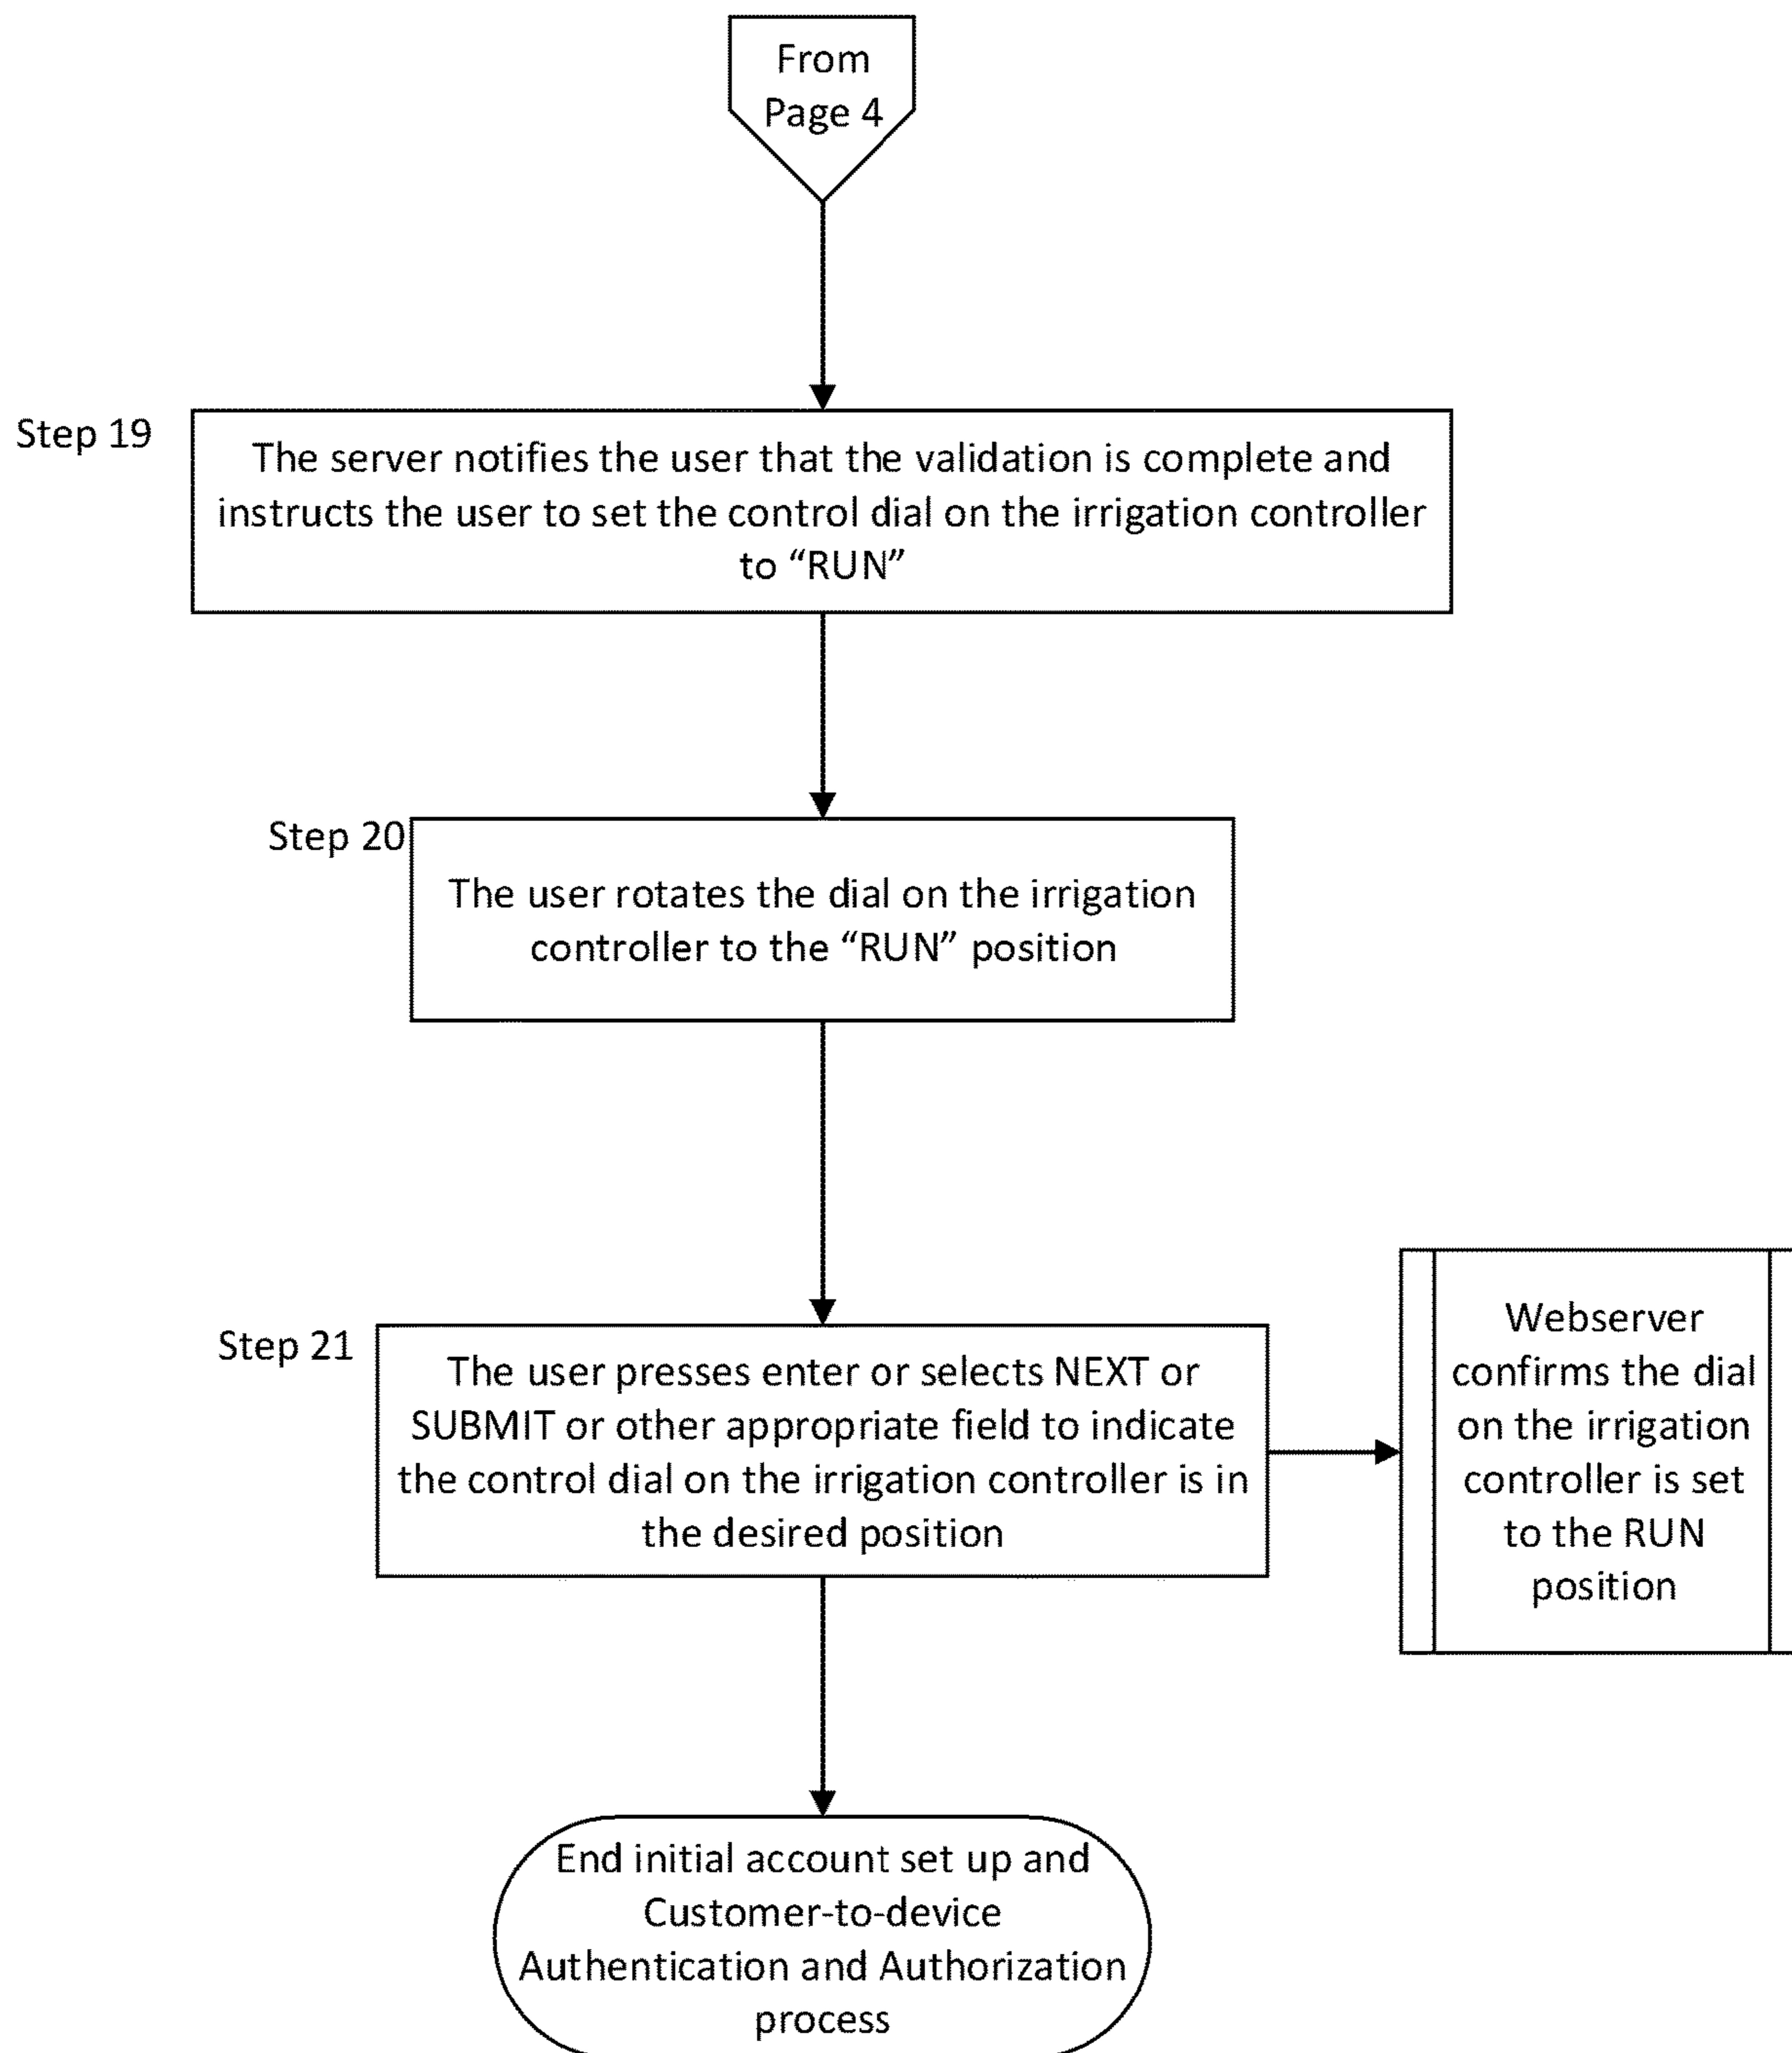 From
Page 4
Step 19
The server notifies the user that the validation is complete and
instructs the user to set the control dial on the irrigation controller
to “RUN”
Step 20
The user rotates the dial on the irrigation
controller to the “RUN” position
Step 21
The user presses enter or selects NEXT or
SUBMIT or other appropriate field to indicate
the control dial on the irrigation controller is in
the desired position
Webserver
confirms the dial
on the irrigation
controller is set
to the RUN
position
End initial account set up and
Customer-to-device
Authentication and Authorization
process